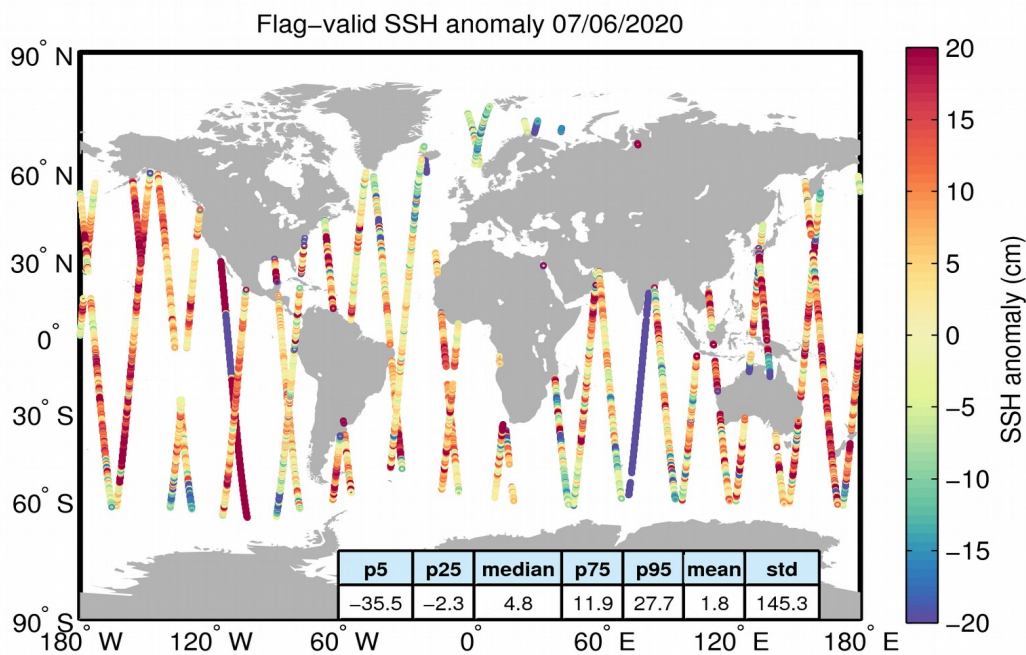 Flag−valid SSH anomaly 07/06/2020
90° N
60° N
30° N
0°
30° S
60° S
90° S
180° W
120° W
60° W
0°
60° E
120° E
180° E
p5 p25 median p75 p95 mean std
−35.5 −2.3 4.8 11.9 27.7 1.8 145.3
20
15
10
5
0
−5
−10
−15
−20
SSH anomaly (cm)